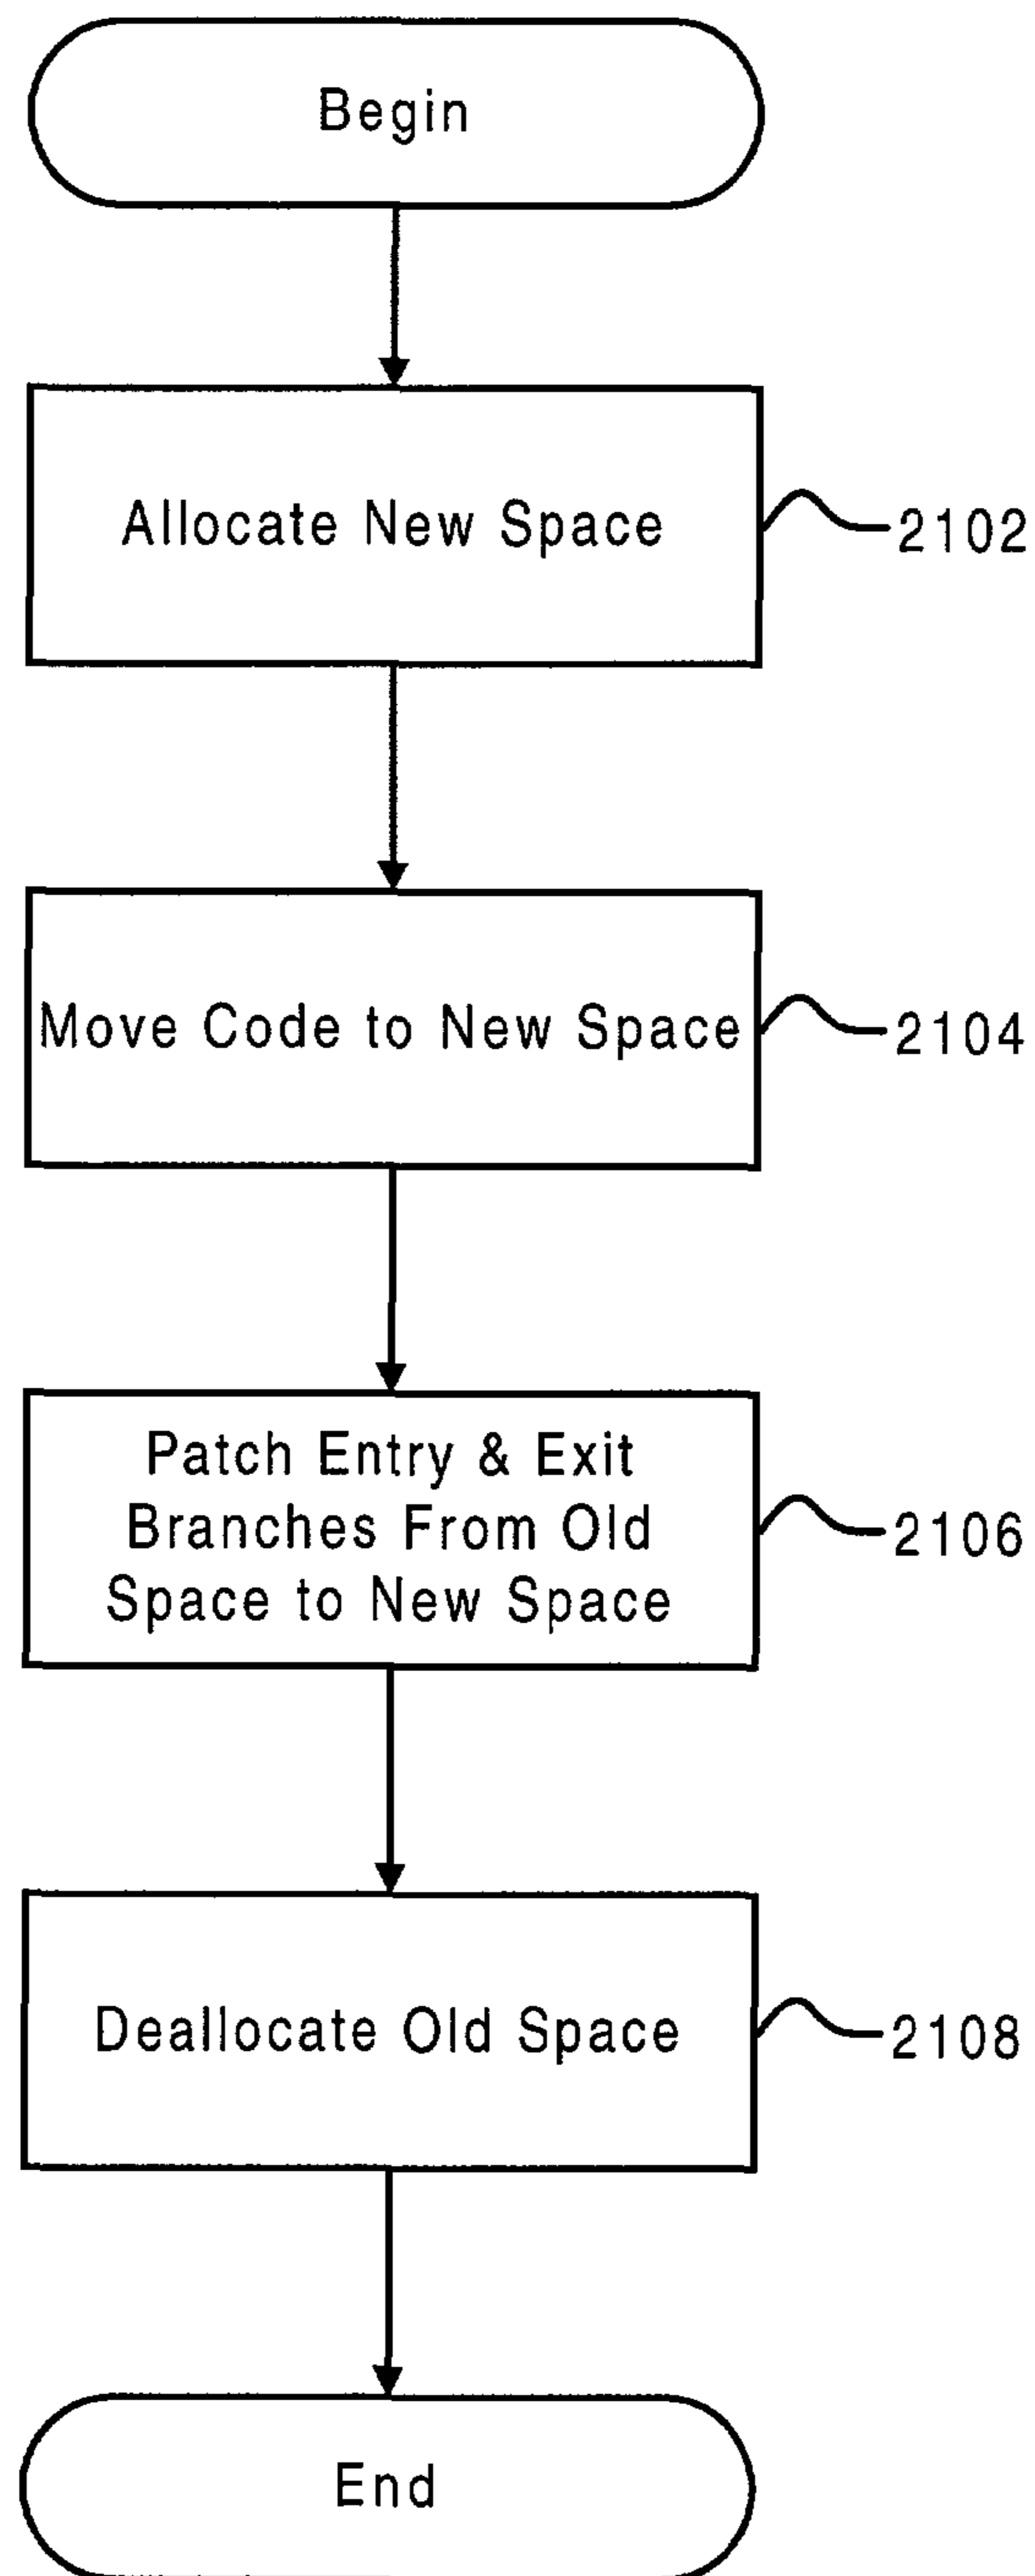 Begin
Allocate New Space
2102
Move Code to New Space
2104
Patch Entry & Exit
Branches From Old
Space to New Space
2106
Deallocate Old Space
2108
End